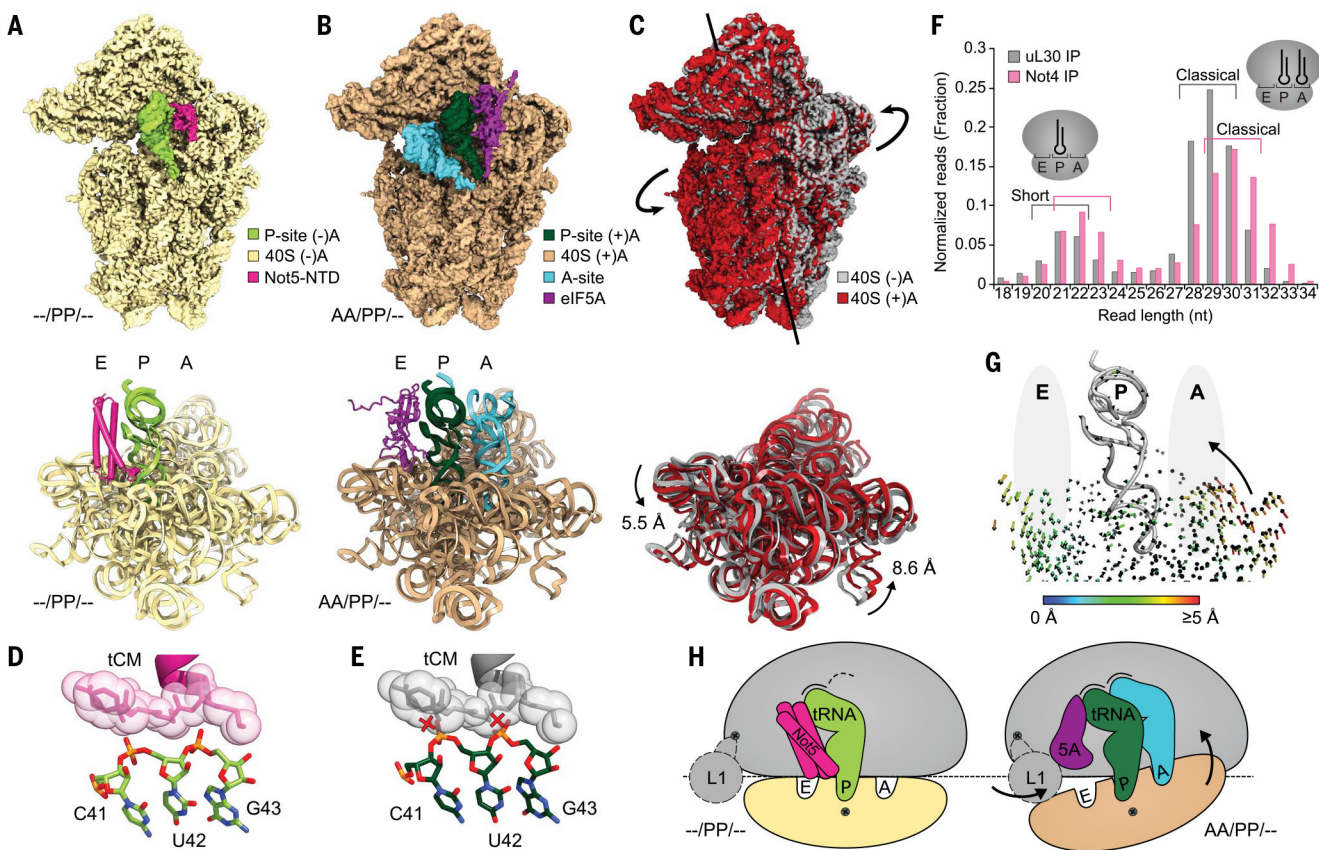 A
P-site (-)A
40S (-)A
Not5-NTD
--/PP/--
E P A
--/PP/--
B
P-site (+)A
40S (+)A
A-site
eIF5A
AA/PP/--
E P A
AA/PP/--
C
40S (-)A
40S (+)A
5.5 Å
8.6 Å
D
tCM
C41
U42
G43
E
tCM
C41
U42
G43
F
uL30 IP
Not4 IP
Normalized reads (Fraction)
0.3
0.25
0.2
0.15
0.1
0.05
0
Classical
Classical
Short
E P A
E P A
18 19 20 21 22 23 24 25 26 27 28 29 30 31 32 33 34
Read length (nt)
G
E P A
0 Å
≥5 Å
H
tRNA
Not5
L1
E P A
--/PP/--
tRNA
5A
L1
E P A
AA/PP/--